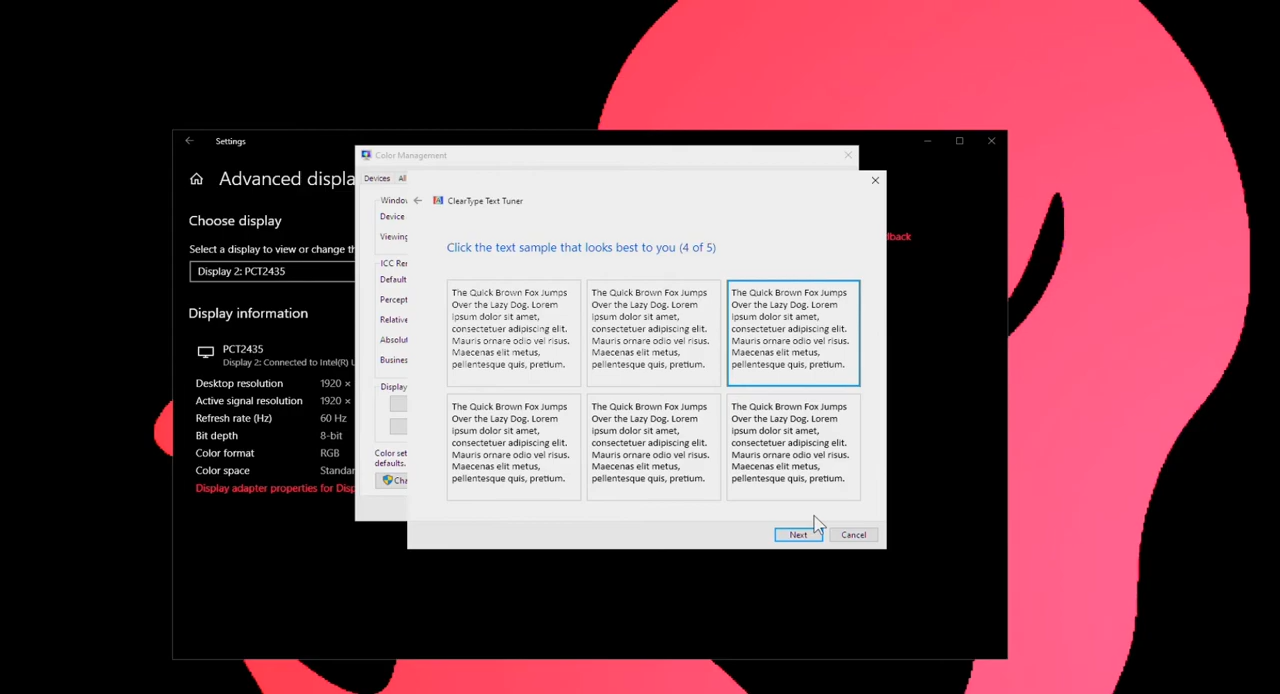 Settings
Advanced displa
Choose display
Select a display to view or change th
Display 2: PCT2435
Display information
PCT2435
Display 2: Connected to Intel(R) U
Desktop resolution 1920 ×
Active signal resolution 1920 ×
Refresh rate (Hz) 60 Hz
Bit depth 8-bit
Color format RGB
Color space Standar
Display adapter properties for Disp
lback
Color Management
Devices All
Window
Device
Viewing
ICC Re
Default
Percept
Relative
Absolut
Busines
Display
Color set
defaults.
Cha
ClearType Text Tuner
Click the text sample that looks best to you (4 of 5)
The Quick Brown Fox Jumps
Over the Lazy Dog. Lorem
ipsum dolor sit amet,
consectetuer adipiscing elit.
Mauris ornare odio vel risus.
Maecenas elit metus,
pellentesque quis, pretium.
The Quick Brown Fox Jumps
Over the Lazy Dog. Lorem
ipsum dolor sit amet,
consectetuer adipiscing elit.
Mauris ornare odio vel risus.
Maecenas elit metus,
pellentesque quis, pretium.
The Quick Brown Fox Jumps
Over the Lazy Dog. Lorem
ipsum dolor sit amet,
consectetuer adipiscing elit.
Mauris ornare odio vel risus.
Maecenas elit metus,
pellentesque quis, pretium.
The Quick Brown Fox Jumps
Over the Lazy Dog. Lorem
ipsum dolor sit amet,
consectetuer adipiscing elit.
Mauris ornare odio vel risus.
Maecenas elit metus,
pellentesque quis, pretium.
The Quick Brown Fox Jumps
Over the Lazy Dog. Lorem
ipsum dolor sit amet,
consectetuer adipiscing elit.
Mauris ornare odio vel risus.
Maecenas elit metus,
pellentesque quis, pretium.
The Quick Brown Fox Jumps
Over the Lazy Dog. Lorem
ipsum dolor sit amet,
consectetuer adipiscing elit.
Mauris ornare odio vel risus.
Maecenas elit metus,
pellentesque quis, pretium.
Next Cancel